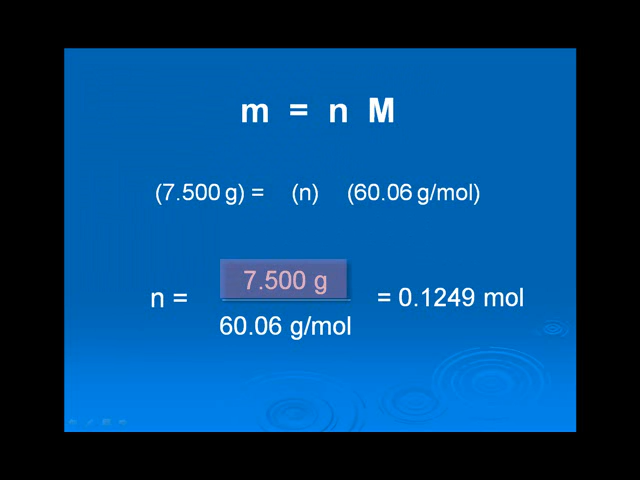 m = n M
(7.500 g) = (n) (60.06 g/mol)
7.500 g
n = = 0.1249 mol
60.06 g/mol